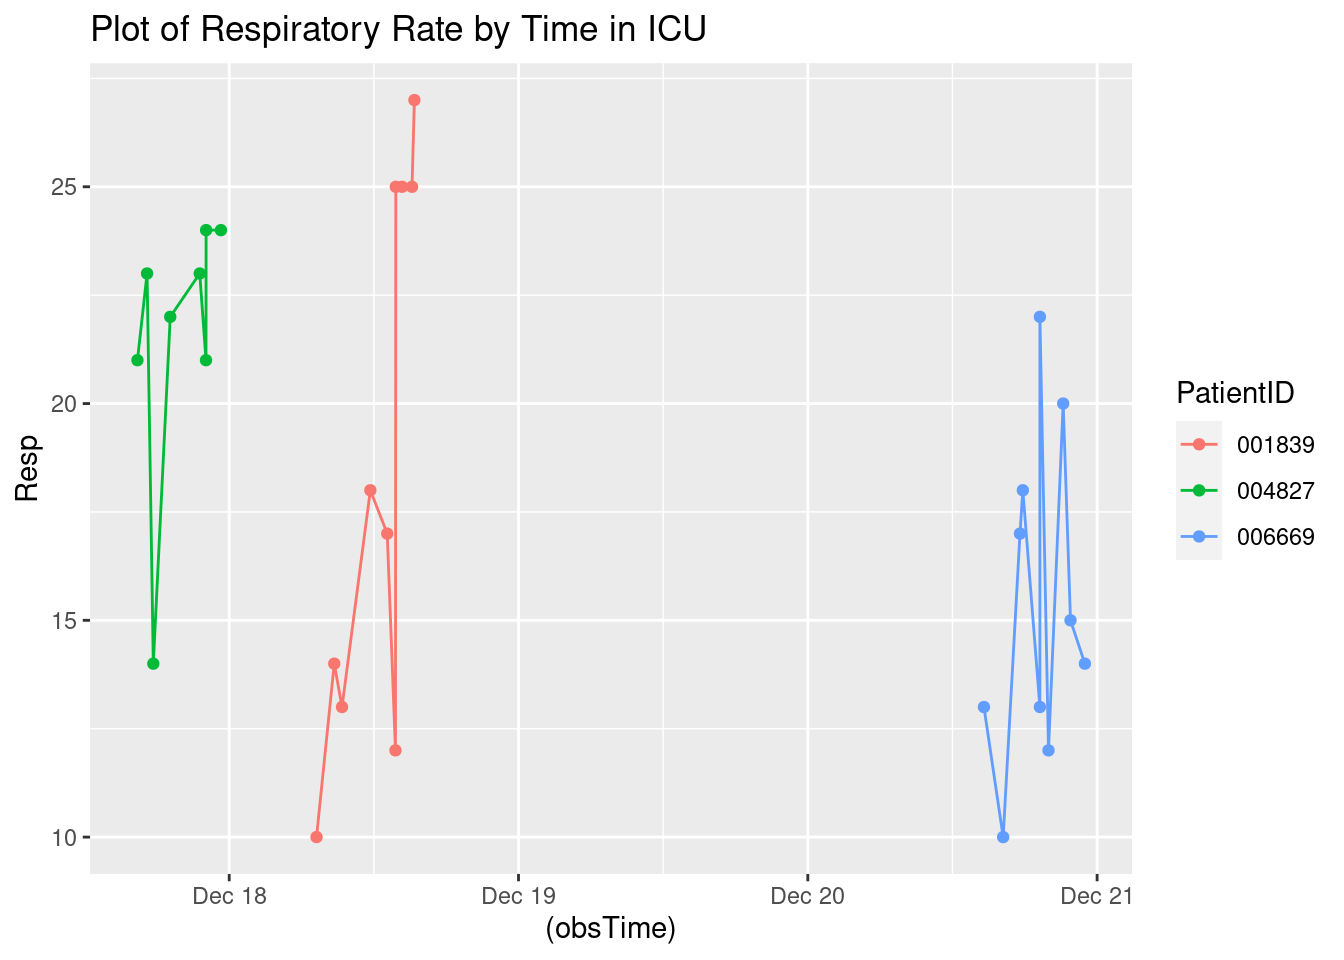 Plot of Respiratory Rate by Time in ICU
Resp
25
20
15
10
Dec 18
Dec 19
Dec 20
Dec 21
(obsTime)
PatientID
001839
004827
006669